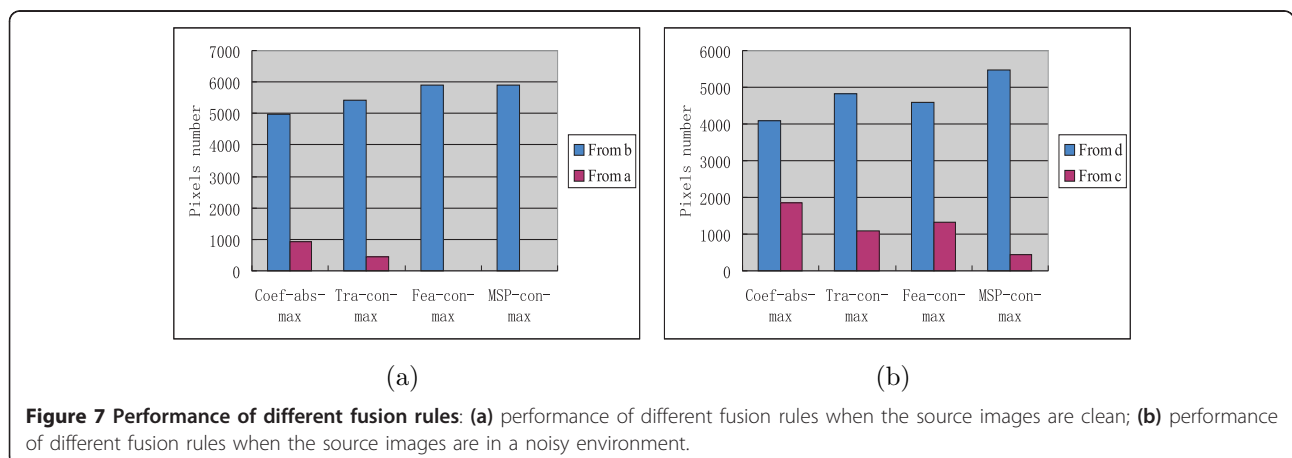 7000
6000
5000
4000
3000
2000
1000
0
Pixels number
Coef-abs-max
Tra-con-max
Fea-con-max
MSP-con-max
From b
From a
(a)
6000
5000
4000
3000
2000
1000
0
Pixels number
Coef-abs-max
Tra-con-max
Fea-con-max
MSP-con-max
From d
From c
(b)
Figure 7 Performance of different fusion rules: (a) performance of different fusion rules when the source images are clean; (b) performance
of different fusion rules when the source images are in a noisy environment.